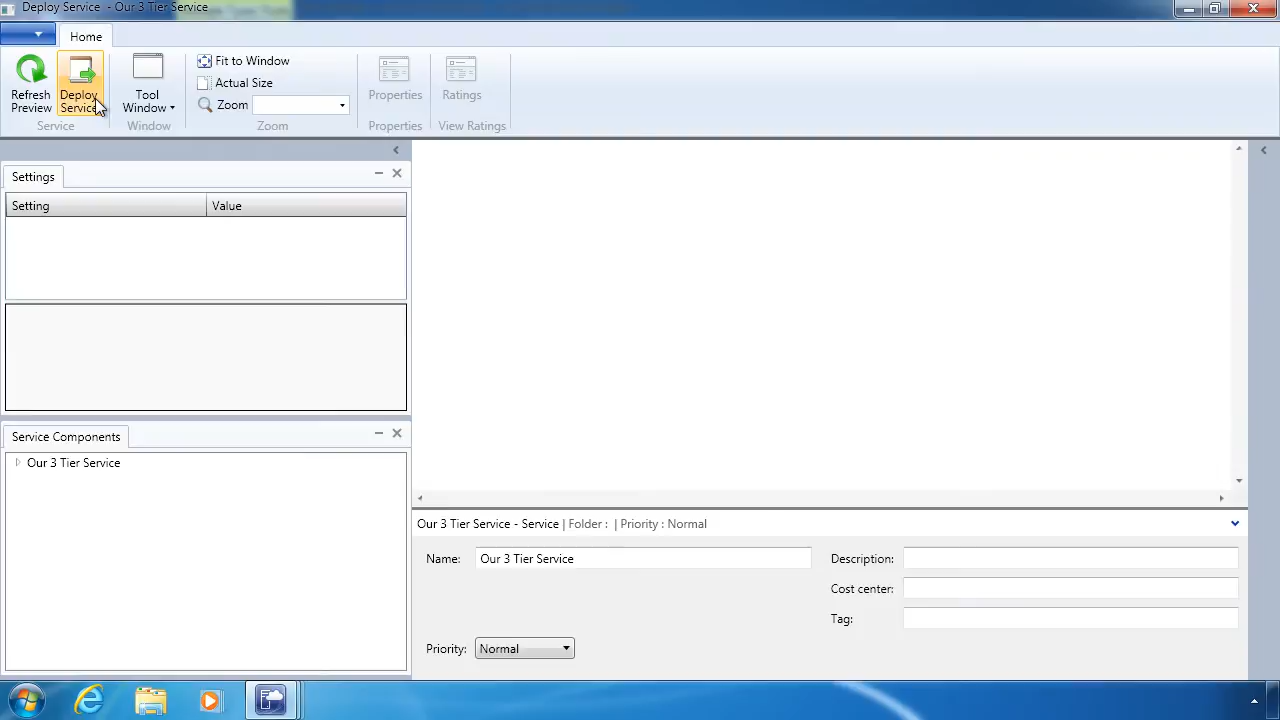 Deploy Service - Our 3 Tier Service
Home
Refresh Preview
Deploy Service
Tool Window
Fit to Window
Actual Size
Zoom
Properties
Ratings
Service
Window
Zoom
Properties
View Ratings
Settings
Setting Value
Service Components
Our 3 Tier Service
Our 3 Tier Service - Service | Folder : | Priority : Normal
Name: Our 3 Tier Service
Description:
Cost center:
Tag:
Priority: Normal